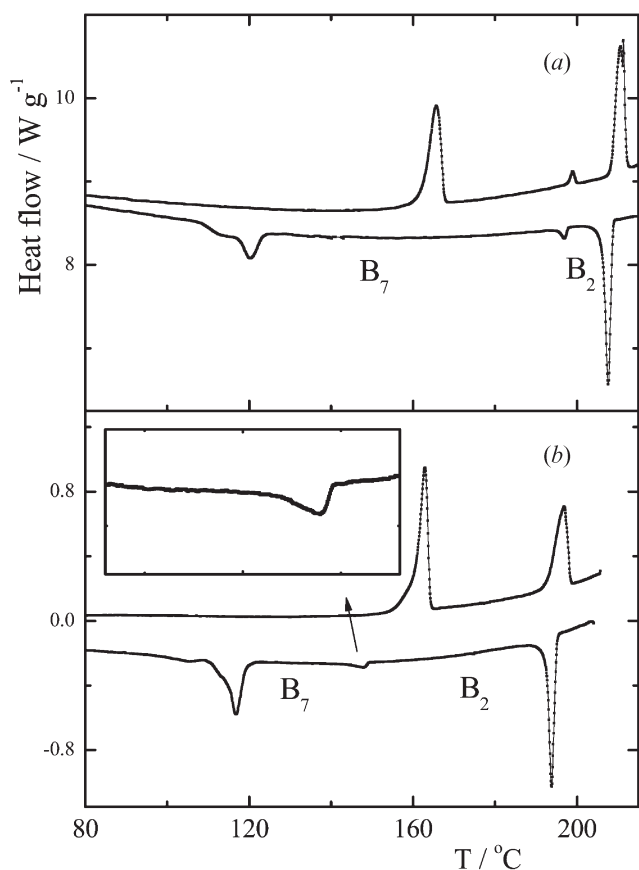 (a)
10
Heat flow / W g⁻¹
8
B₇
B₂
(b)
0.8
0.0
B₇
B₂
-0.8
80
120
160
200
T / °C